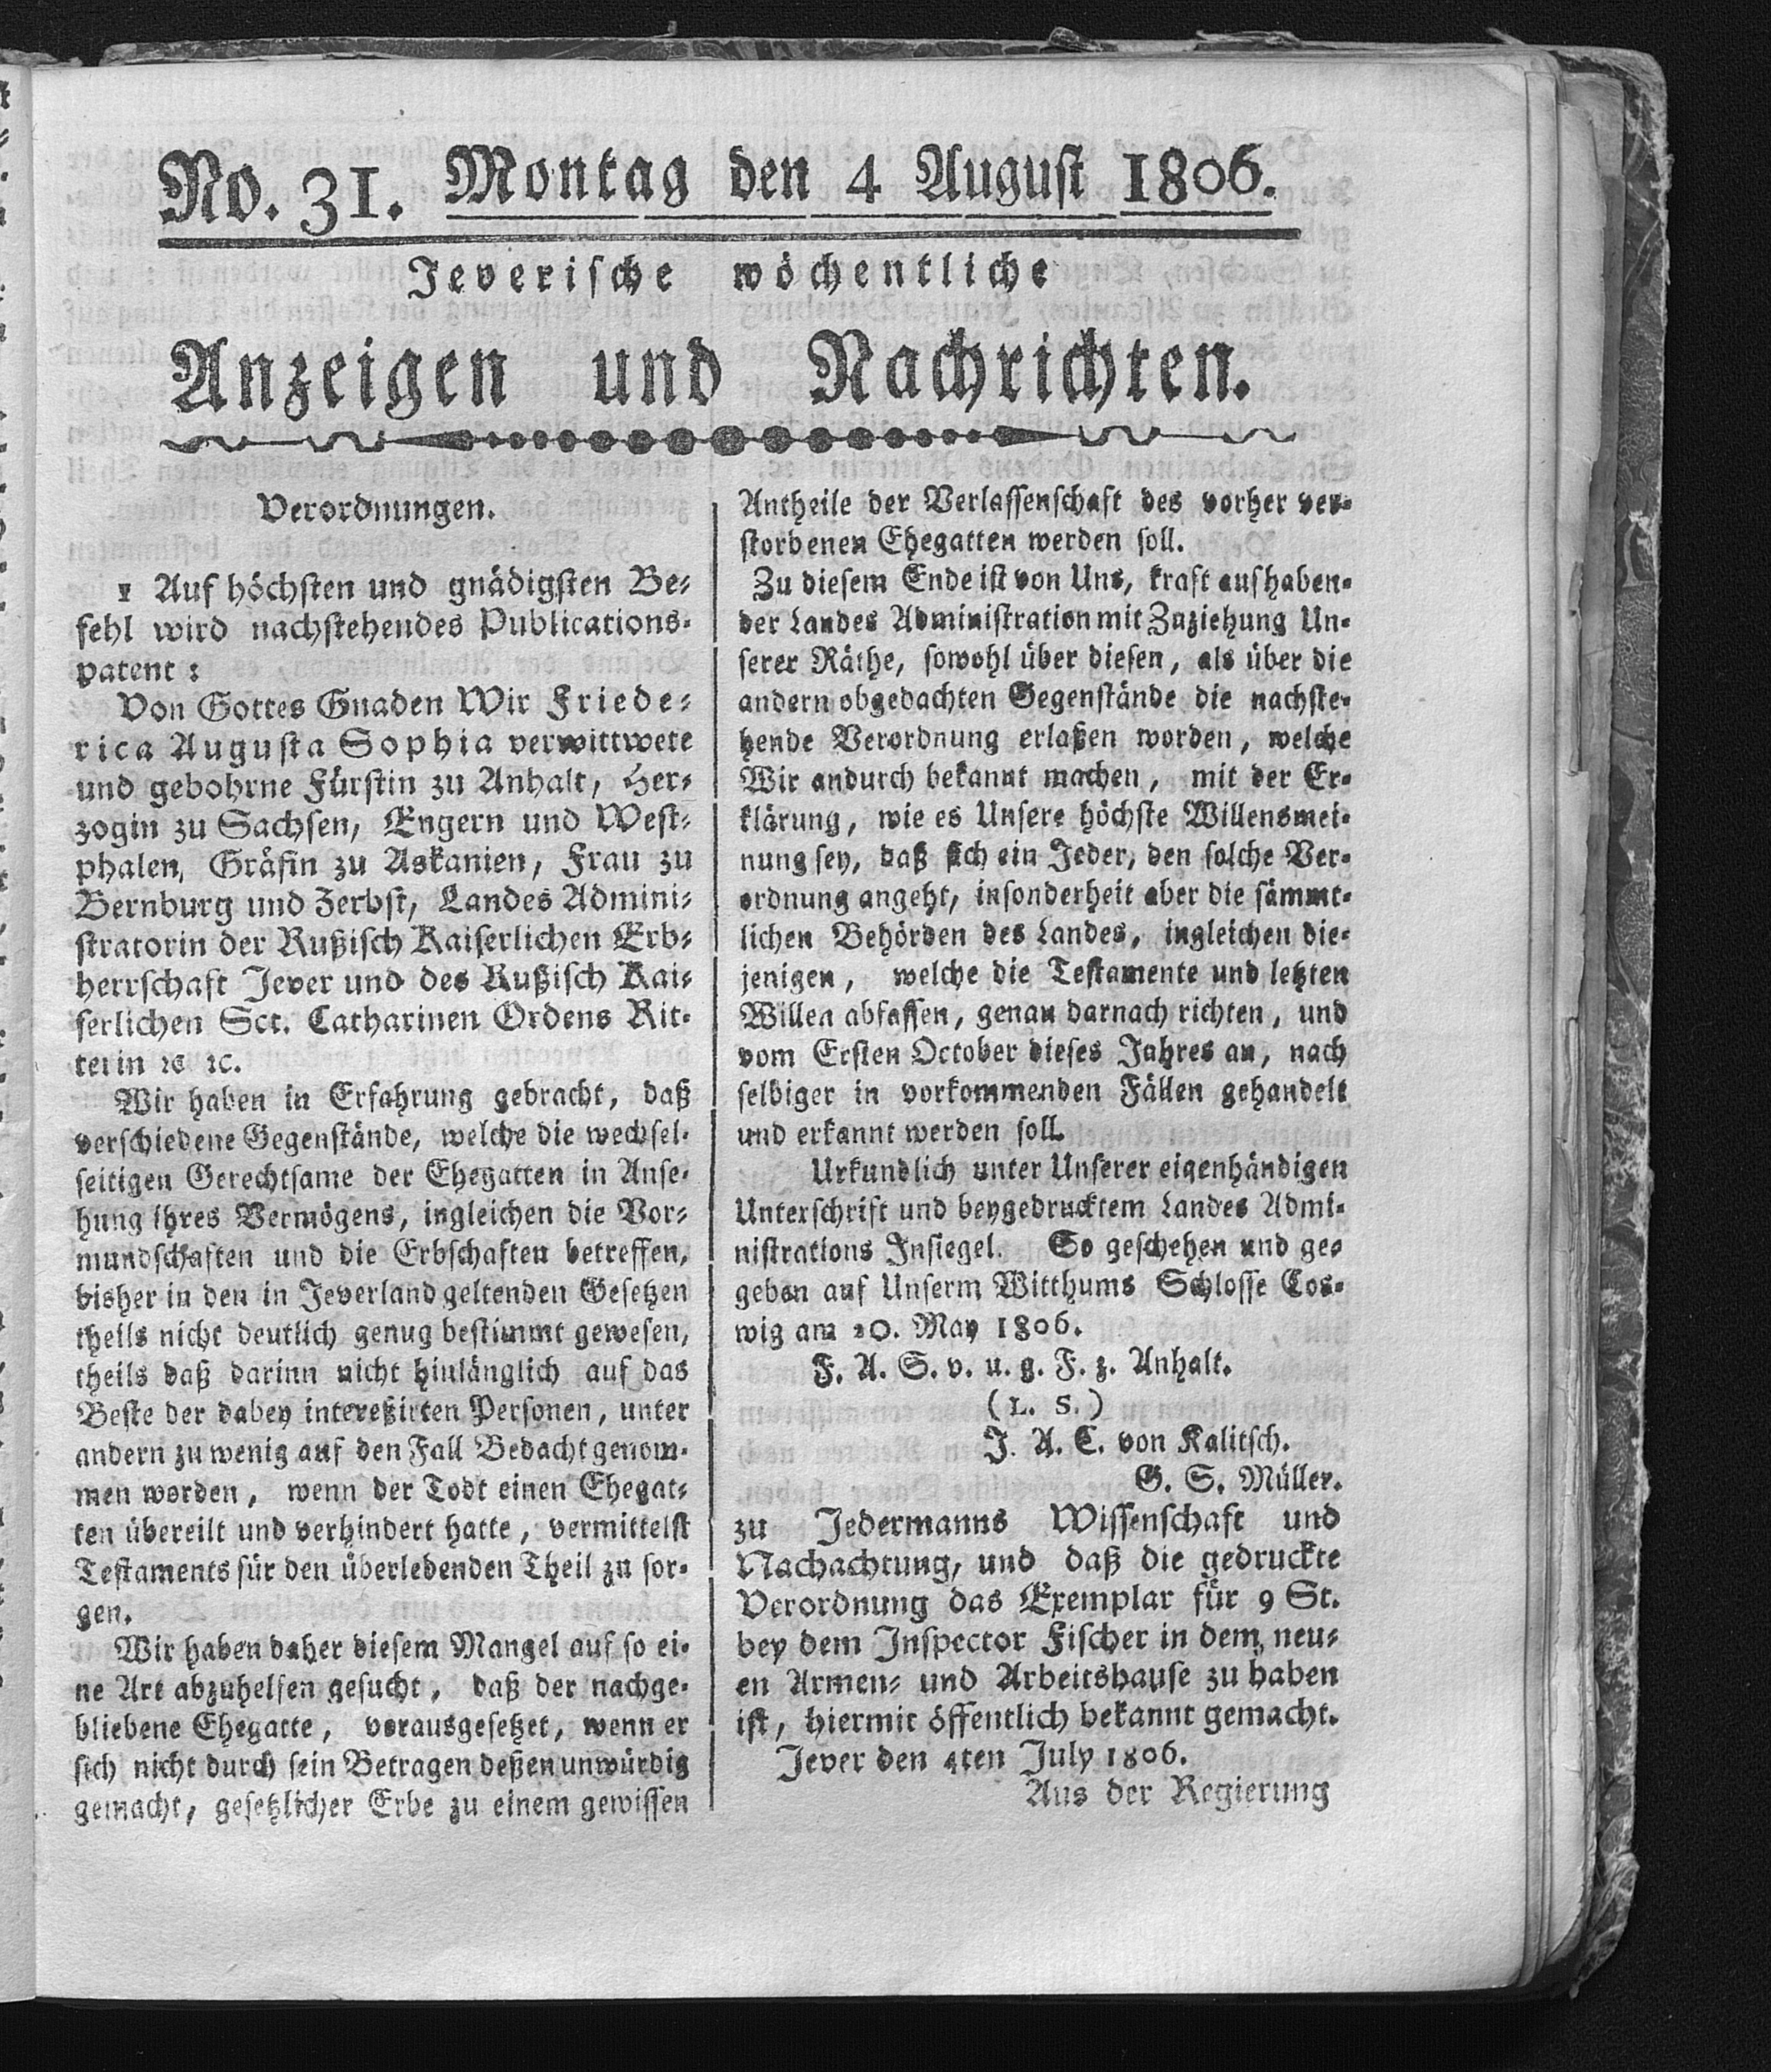 No. 31. Montag den 4 August 1806.
Jeverische wöchentliche
Anzeigen und Nachrichten.
Verordnungen.
1 Auf höchsten und gnädigsten Be-
fehl wird nachstehendes Publications-
patent:
Von Gottes Gnaden Wir Friede-
rica Augusta Sophia verwittwete
und gebohrne Fürstin zu Anhalt, Her-
zogin zu Sachsen, Engern und West-
phalen, Gräfin zu Askanien, Frau zu
Bernburg und Zerbst, Landes Admini-
stratorin der Rußisch Kaiserlichen Erb-
herrschaft Jever und des Rußisch Kai-
serlichen Sct. Catharinen Ordens Rit-
terin ꝛc ꝛc.
Wir haben in Erfahrung gebracht, daß
verschiedene Gegenstände, welche die wechsel-
seitigen Gerechtsame der Ehegatten in Anse-
hung ihres Vermögens, ingleichen die Vor-
mundschaften und die Erbschaften betreffen,
bisher in den in Jeverland geltenden Gesetzen
theils nicht deutlich genug bestimmt gewesen,
theils daß darinn nicht hinlänglich auf das
Beste der dabey intereßirten Personen, unter
andern zu wenig auf den Fall Bedacht genom-
men worden, wenn der Todt einen Ehegat-
ten übereilt und verhindert hatte, vermittelst
Testaments für den überlebenden Theil zu sor-
gen.
Wir haben daher diesem Mangel auf so ei-
ne Art abzuhelfen gesucht, daß der nachge-
bliebene Ehegatte, vorausgesetzet, wenn er
sich nicht durch sein Betragen deßen unwürdig
gemacht, gesetzlicher Erbe zu einem gewissen
Antheile der Verlassenschaft des vorher ver-
storbenen Ehegatten werden soll.
Zu diesem Ende ist von Uns, kraft aufhaben-
der Landes Administration mit Zuziehung Un-
serer Räthe, sowohl über diesen, als über die
andern obgedachten Gegenstände die nachste-
hende Verordnung erlaßen worden, welche
Wir andurch bekannt machen, mit der Er-
klärung, wie es Unsere höchste Willensmei-
nung sey, daß sich ein Jeder, den solche Ver-
ordnung angeht, insonderheit aber die sämmt-
lichen Behörden des Landes, ingleichen die-
jenigen, welche die Testamente und letzten
Willen abfassen, genau darnach richten, und
vom Ersten October dieses Jahres an, nach
selbiger in vorkommenden Fällen gehandelt
und erkannt werden soll.
Urkundlich unter Unserer eigenhändigen
Unterschrift und beygedrucktem Landes Admi-
nistrations Insiegel. So geschehen und ge-
geben auf Unserm Witthums Schlosse Cos-
wig am 20. May 1806.
F. A. S. v. u. g. F. z. Anhalt.
(L. S.)
J. A. C. von Kalitsch.
G. S. Müller.
zu Jedermanns Wissenschaft und
Nachachtung, und daß die gedruckte
Verordnung das Exemplar für 9 St.
bey dem Inspector Fischer in dem neu-
en Armen- und Arbeitshause zu haben
ist, hiermit öffentlich bekannt gemacht.
Jever den 4ten July 1806.
Aus der Regierung